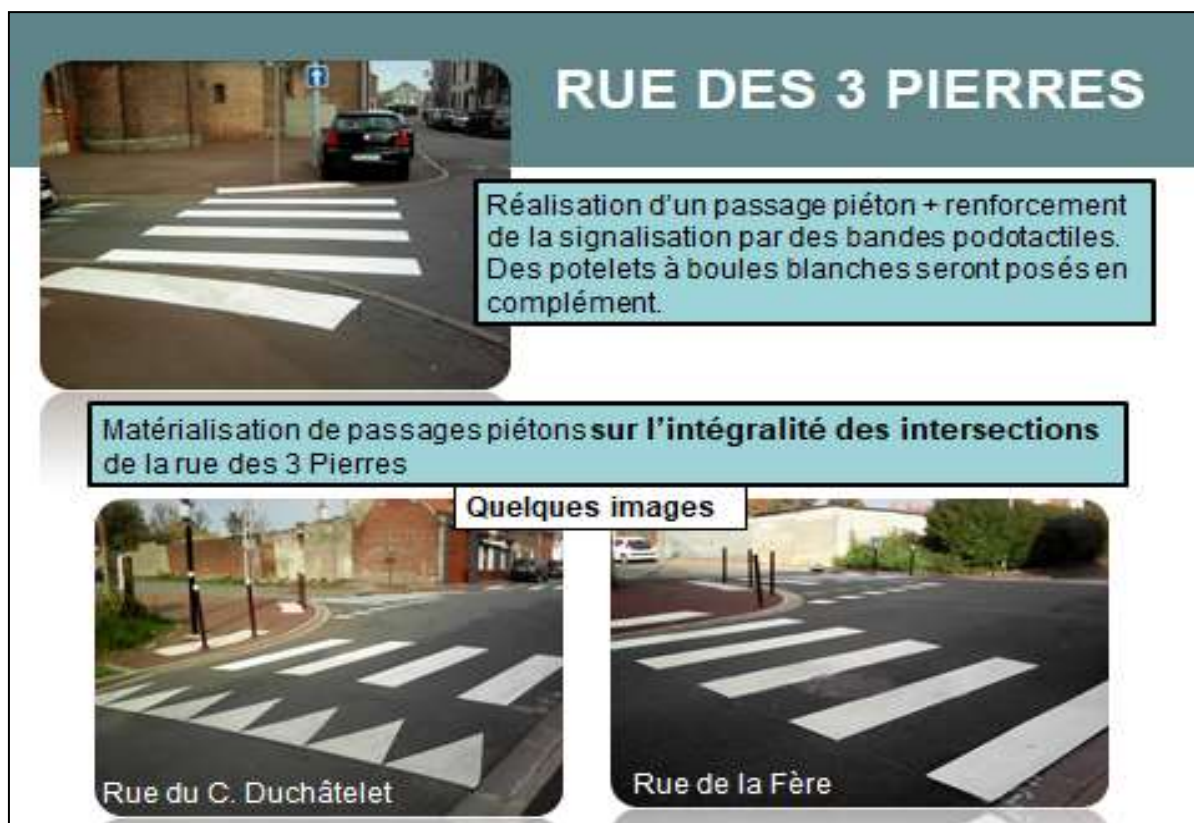 RUE DES 3 PIERRES
Réalisation d'un passage piéton + renforcement
de la signalisation par des bandes podotactiles.
Des potelets à boules blanches seront posés en
complément.
Matérialisation de passages piétons sur l'intégralité des intersections
de la rue des 3 Pierres
Quelques images
Rue du C. Duchâtelet
Rue de la Fère